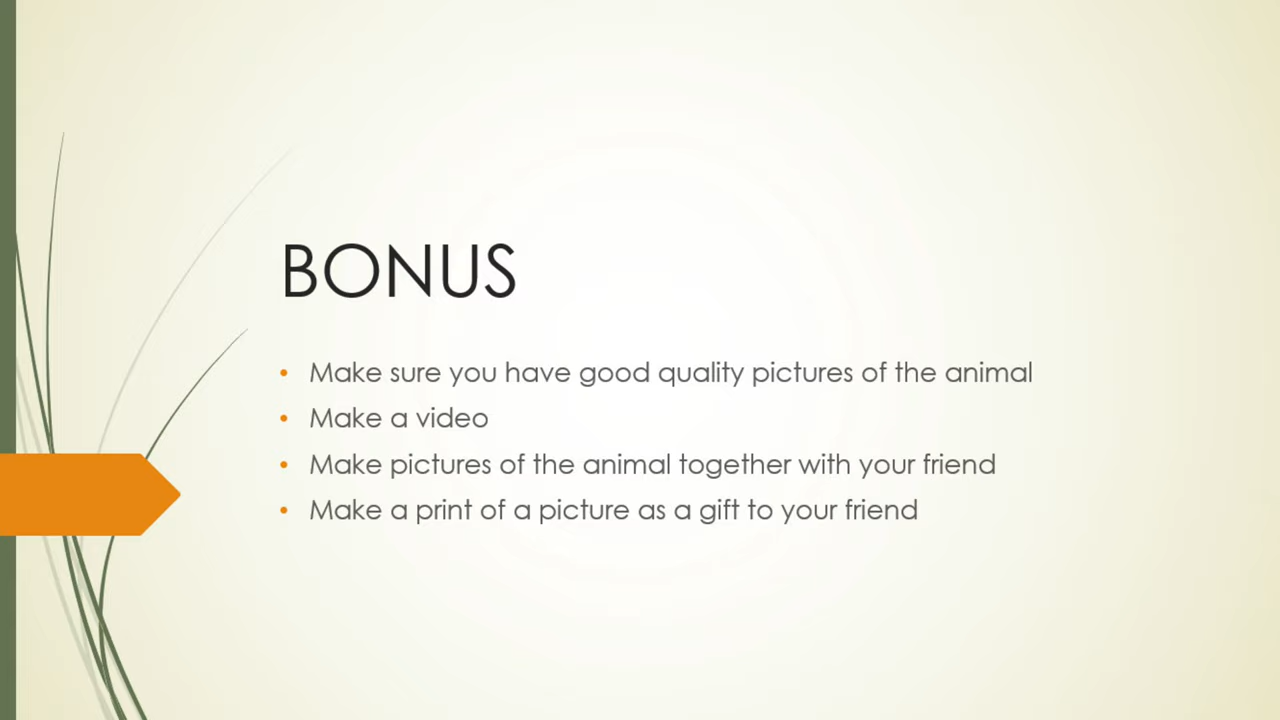 BONUS
• Make sure you have good quality pictures of the animal
• Make a video
• Make pictures of the animal together with your friend
• Make a print of a picture as a gift to your friend